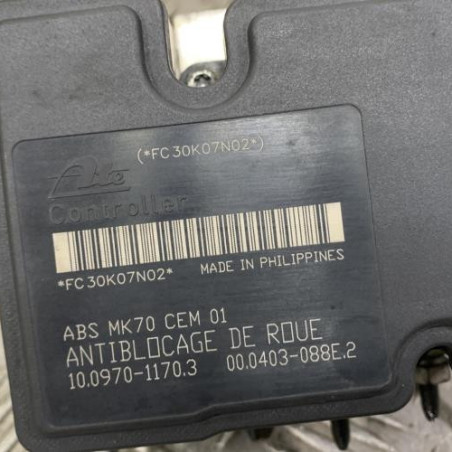 (*FC30K07N02*)
Ate
Controller
*FC30K07N02*
MADE IN PHILIPPINES
ABS MK70 CEM 01
ANTIBLOCAGE DE ROUE
10.0970-1170.3 00.0403-088E.2